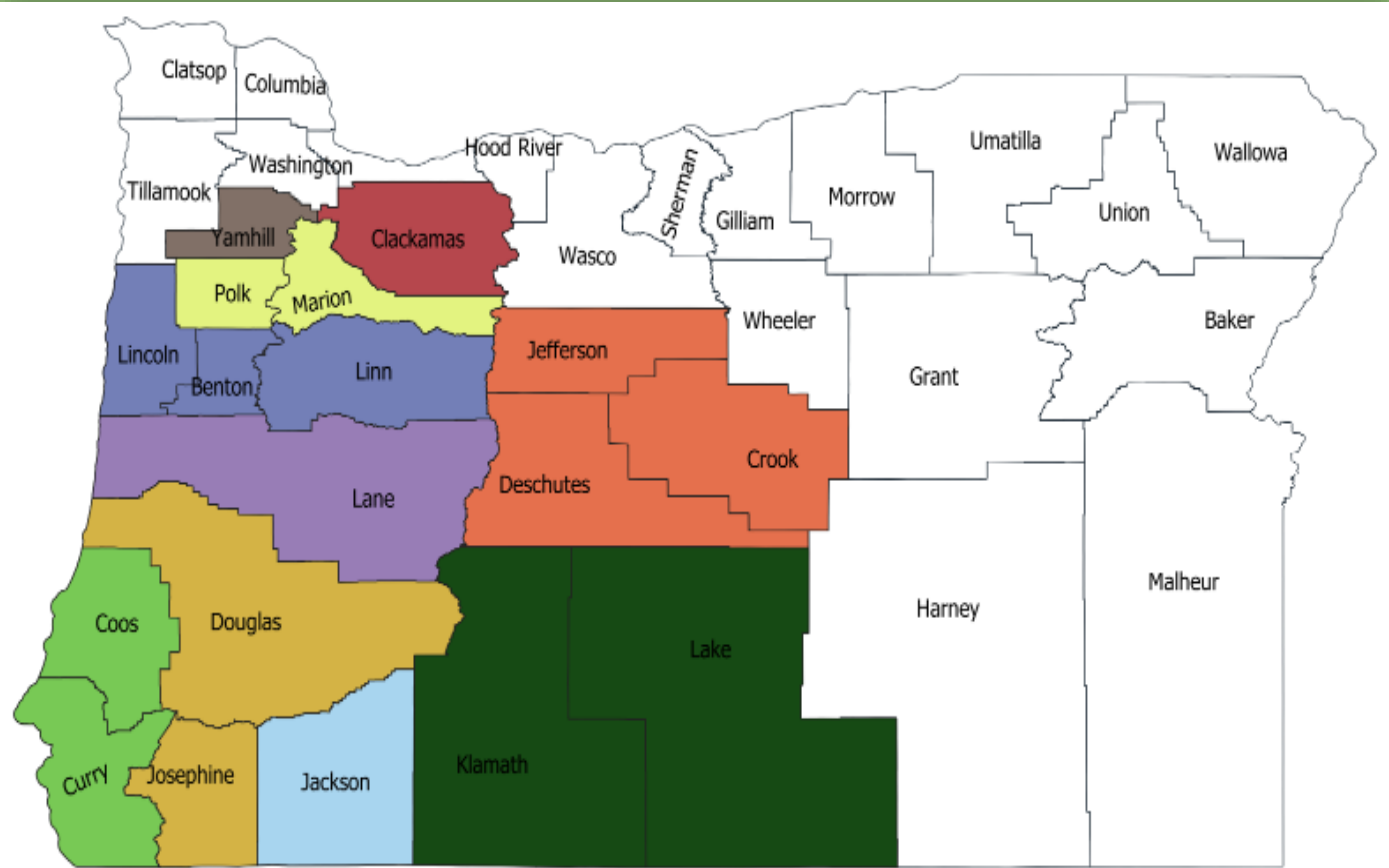 Clatsop
Columbia
Hood River
Umatilla
Washington
Wallowa
Tillamook
Sherman
Morrow
Gilliam
Union
Yamhill
Clackamas
Wasco
Polk
Marion
Wheeler
Baker
Lincoln
Jefferson
Linn
Grant
Benton
Crook
Deschutes
Lane
Malheur
Harney
Coos
Douglas
Lake
Klamath
Curry
Josephine
Jackson